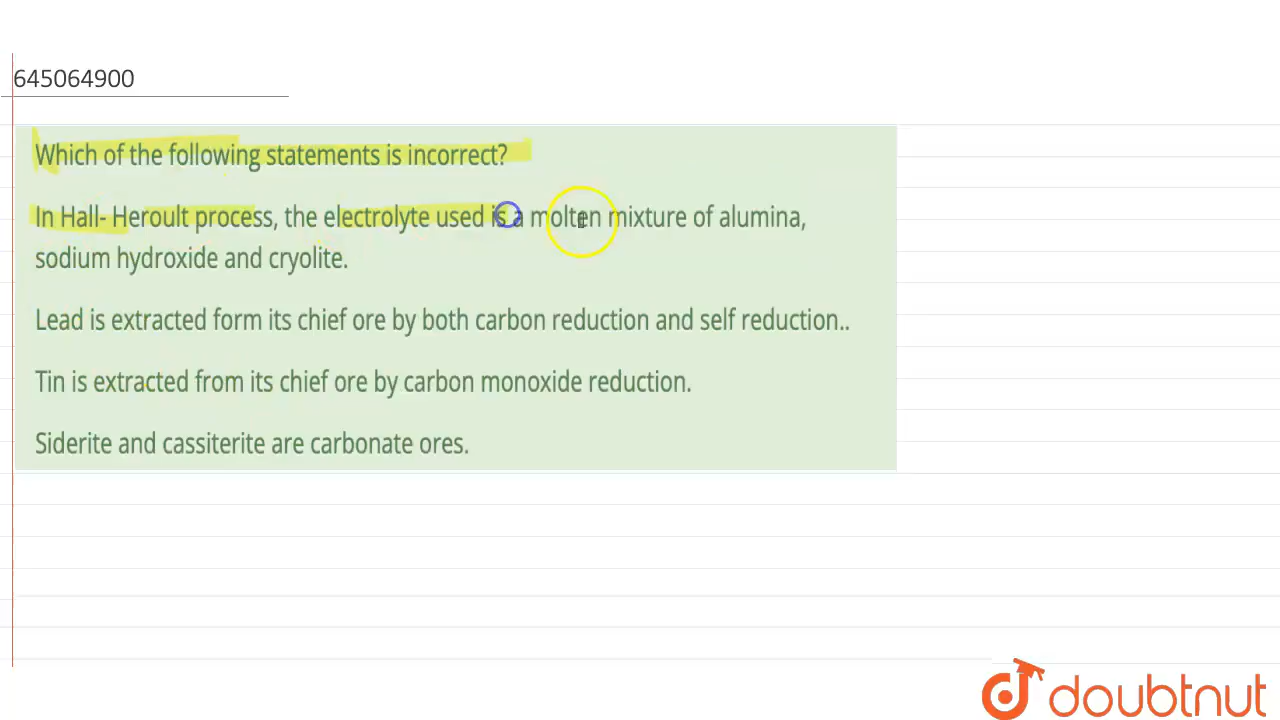 645064900
Which of the following statements is incorrect?
In Hall- Heroult process, the electrolyte used is a molten mixture of alumina,
sodium hydroxide and cryolite.
Lead is extracted form its chief ore by both carbon reduction and self reduction..
Tin is extracted from its chief ore by carbon monoxide reduction.
Siderite and cassiterite are carbonate ores.
doubtnut